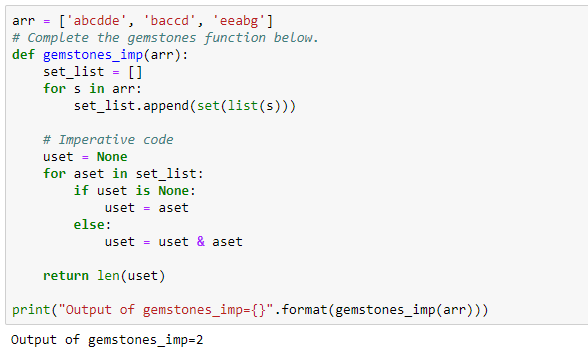 arr = ['abcdde', 'baccd', 'eeabg']
# Complete the gemstones function below.
def gemstones_imp(arr):
    set_list = []
    for s in arr:
        set_list.append(set(list(s)))

    # Imperative code
    uset = None
    for aset in set_list:
        if uset is None:
            uset = aset
        else:
            uset = uset & aset

    return len(uset)

print("Output of gemstones_imp={}".format(gemstones_imp(arr)))
Output of gemstones_imp=2